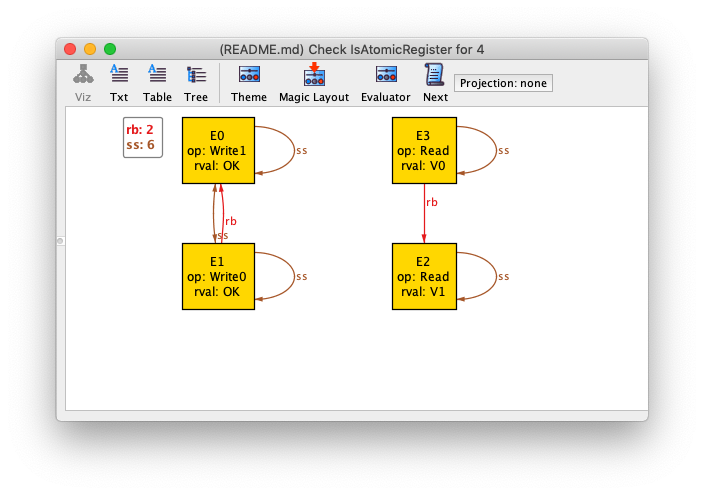 (README.md) Check IsAtomicRegister for 4
Viz Txt Table Tree Theme Magic Layout Evaluator Next Projection: none
rb: 2
ss: 6
E0
op: Write1
rval: OK
ss
E3
op: Read
rval: V0
ss
rb
ss
rb
E1
op: Write0
rval: OK
ss
E2
op: Read
rval: V1
ss